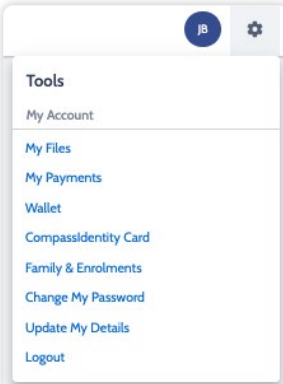 JB
Tools
My Account
My Files
My Payments
Wallet
CompassIdentity Card
Family & Enrolments
Change My Password
Update My Details
Logout